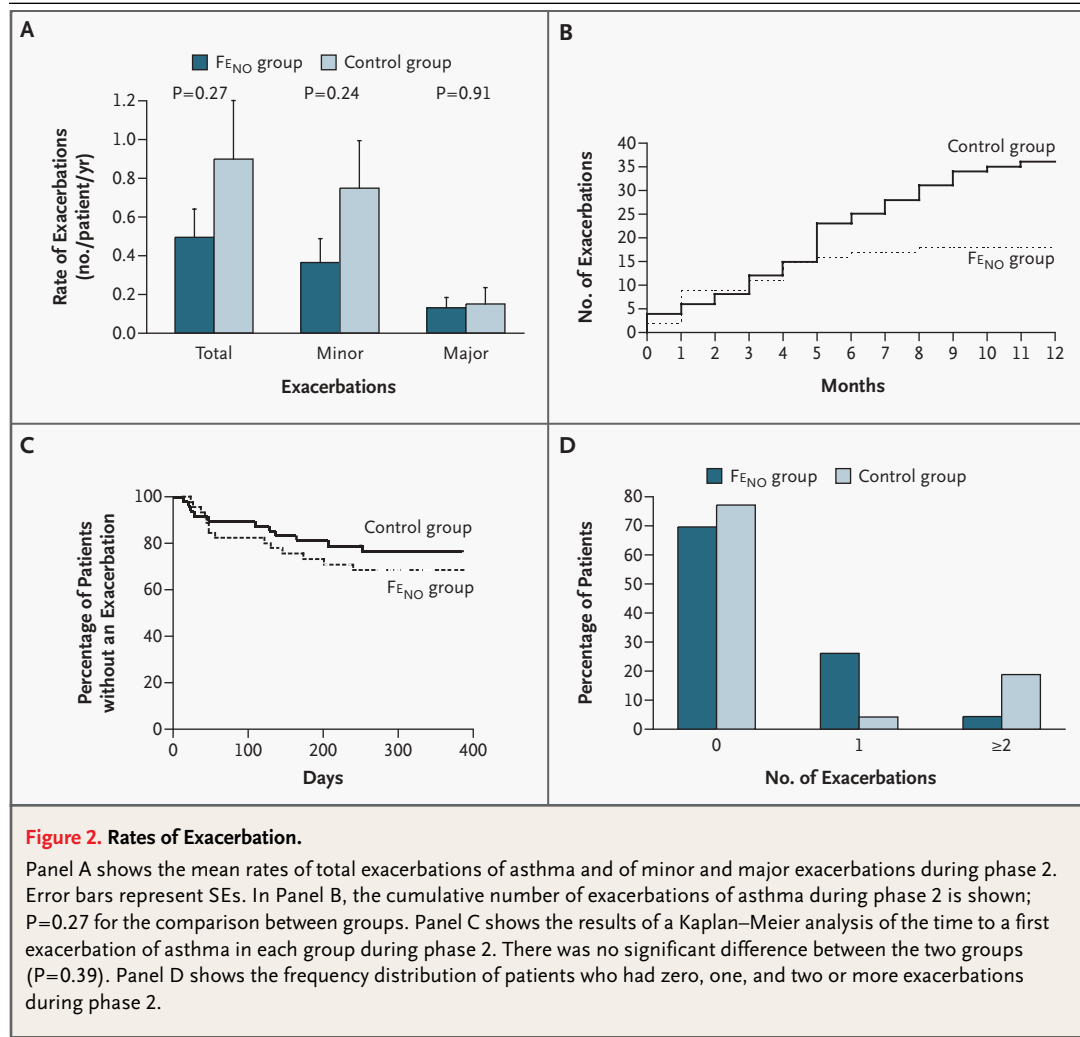 A
FENO group Control group
P=0.27 P=0.24 P=0.91
1.2
1.0
0.8
0.6
0.4
0.2
0.0
Rate of Exacerbations
(no./patient/yr)
Total Minor Major
Exacerbations
B
40
35
30
25
20
15
10
5
0
No. of Exacerbations
Control group
FENO group
0 1 2 3 4 5 6 7 8 9 10 11 12
Months
C
100
80
60
40
20
0
Percentage of Patients
without an Exacerbation
Control group
FENO group
0 100 200 300 400
Days
D
FENO group Control group
80
70
60
50
40
30
20
10
0
Percentage of Patients
0 1 ≥2
No. of Exacerbations
Figure 2. Rates of Exacerbation.
Panel A shows the mean rates of total exacerbations of asthma and of minor and major exacerbations during phase 2.
Error bars represent SEs. In Panel B, the cumulative number of exacerbations of asthma during phase 2 is shown;
P=0.27 for the comparison between groups. Panel C shows the results of a Kaplan–Meier analysis of the time to a first
exacerbation of asthma in each group during phase 2. There was no significant difference between the two groups
(P=0.39). Panel D shows the frequency distribution of patients who had zero, one, and two or more exacerbations
during phase 2.